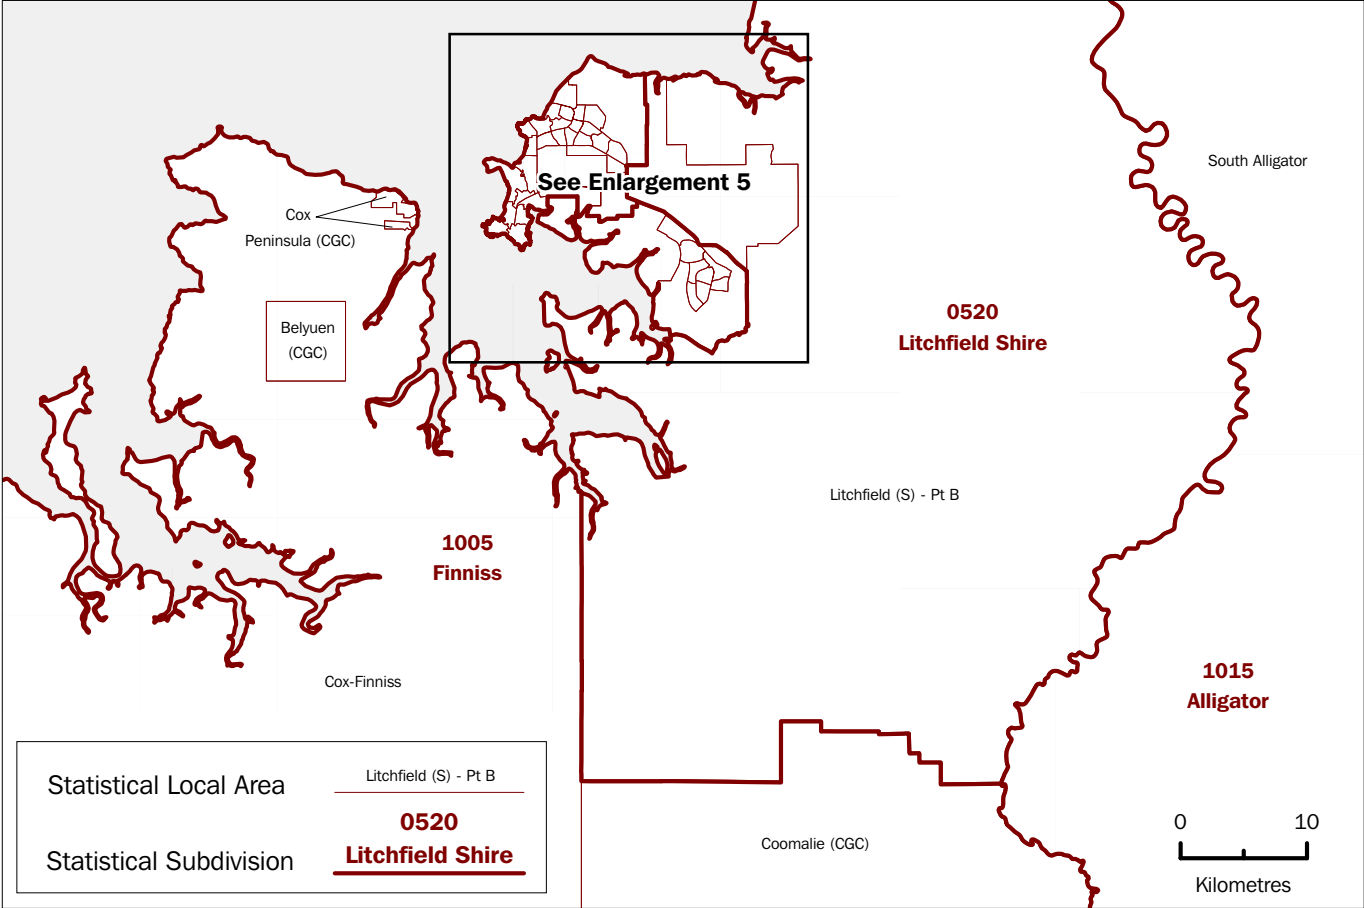 South Alligator
See Enlargement 5
Cox
Peninsula (CGC)
Belyuen
(CGC)
0520
Litchfield Shire
Litchfield (S) - Pt B
1005
Finniss
Cox-Finniss
1015
Alligator
Statistical Local Area
Litchfield (S) - Pt B
0520
Statistical Subdivision
Litchfield Shire
Coomalie (CGC)
0 10
Kilometres